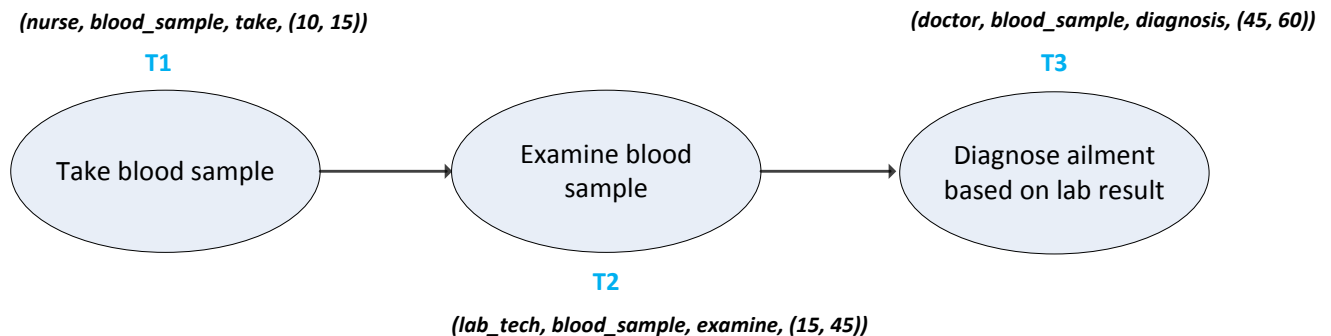 (nurse, blood_sample, take, (10, 15))
T1
Take blood sample
Examine blood
sample
T2
(lab_tech, blood_sample, examine, (15, 45))
(doctor, blood_sample, diagnosis, (45, 60))
T3
Diagnose ailment
based on lab result